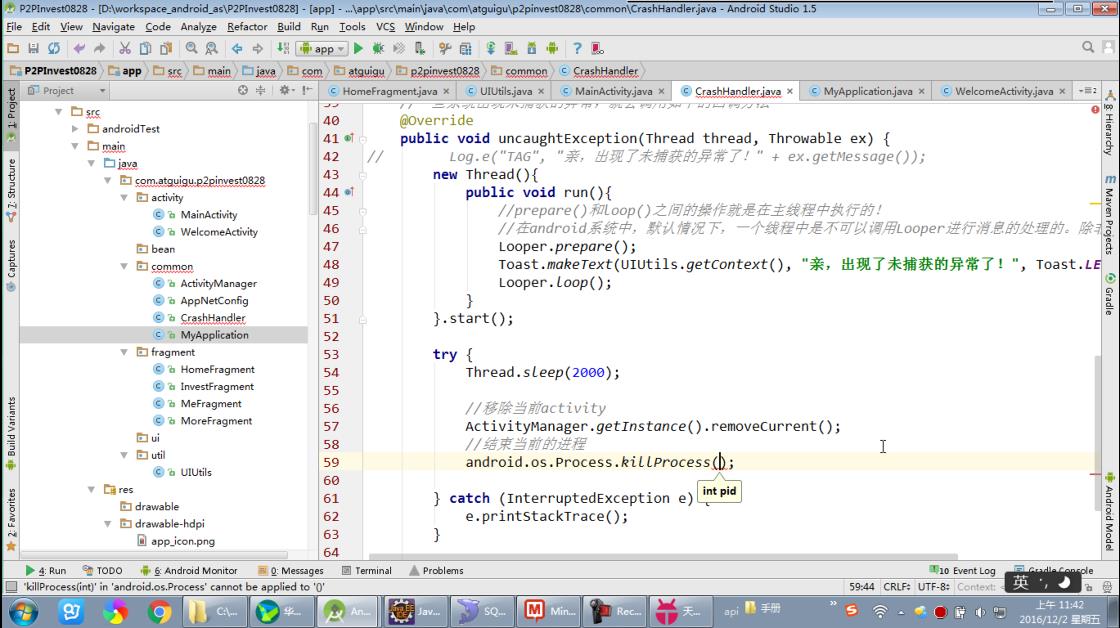 P2PInvest0828 - [D:\workspace_android_as\P2PInvest0828] - [app] - ...\app\src\main\java\com\atguigu\p2pinvest0828\common\CrashHandler.java - Android Studio 1.5
File Edit View Navigate Code Analyze Refactor Build Run Tools VCS Window Help
app
P2PInvest0828 app src main java com atguigu p2pinvest0828 common CrashHandler
Project
HomeFragment.java UIUtils.java MainActivity.java CrashHandler.java MyApplication.java WelcomeActivity.java
1: Project
7: Structure
Captures
Build Variants
2: Favorites
src
androidTest
main
java
com.atguigu.p2pinvest0828
activity
MainActivity
WelcomeActivity
bean
common
ActivityManager
AppNetConfig
CrashHandler
MyApplication
fragment
HomeFragment
InvestFragment
MeFragment
MoreFragment
ui
util
UIUtils
res
drawable
drawable-hdpi
app_icon.png
40 @Override
41 public void uncaughtException(Thread thread, Throwable ex) {
42 // Log.e("TAG", "亲，出现了未捕获的异常了！" + ex.getMessage());
43 new Thread(){
44 public void run(){
45 //prepare()和loop()之间的操作就是在主线程中执行的！
46 //在android系统中，默认情况下，一个线程中是不可以调用Looper进行消息的处理的。除非
47 Looper.prepare();
48 Toast.makeText(UIUtils.getContext(), "亲，出现了未捕获的异常了！", Toast.LE
49 Looper.loop();
50 }
51 }.start();
52
53 try {
54 Thread.sleep(2000);
55
56 //移除当前activity
57 ActivityManager.getInstance().removeCurrent();
58 //结束当前的进程
59 android.os.Process.killProcess();
60
int pid
61 } catch (InterruptedException e) {
62 e.printStackTrace();
63 }
64
8: Hierarchy
Maven Projects
Gradle
Android Model
4: Run TODO 6: Android Monitor 0: Messages Terminal Problems 10 Event Log Gradle Console
'killProcess(int)' in 'android.os.Process' cannot be applied to '()' 59:44 CRLF÷ UTF-8÷ Context:
英
C:\... 华... An... Jav... SQ... Min... Rec... 天... api 手册
上午 11:42
2016/12/2 星期五